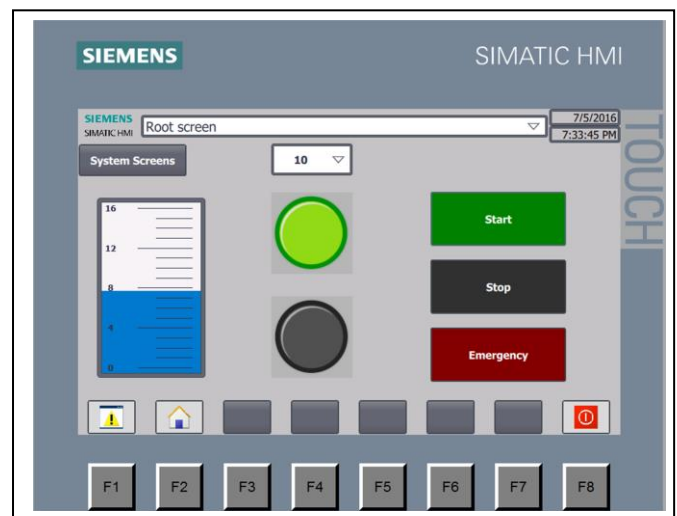 SIEMENS
SIMATIC HMI
TOUCH
SIEMENS
SIMATIC HMI
Root screen
7/5/2016
7:33:45 PM
System Screens
10
16
12
8
4
0
Start
Stop
Emergency
F1 F2 F3 F4 F5 F6 F7 F8